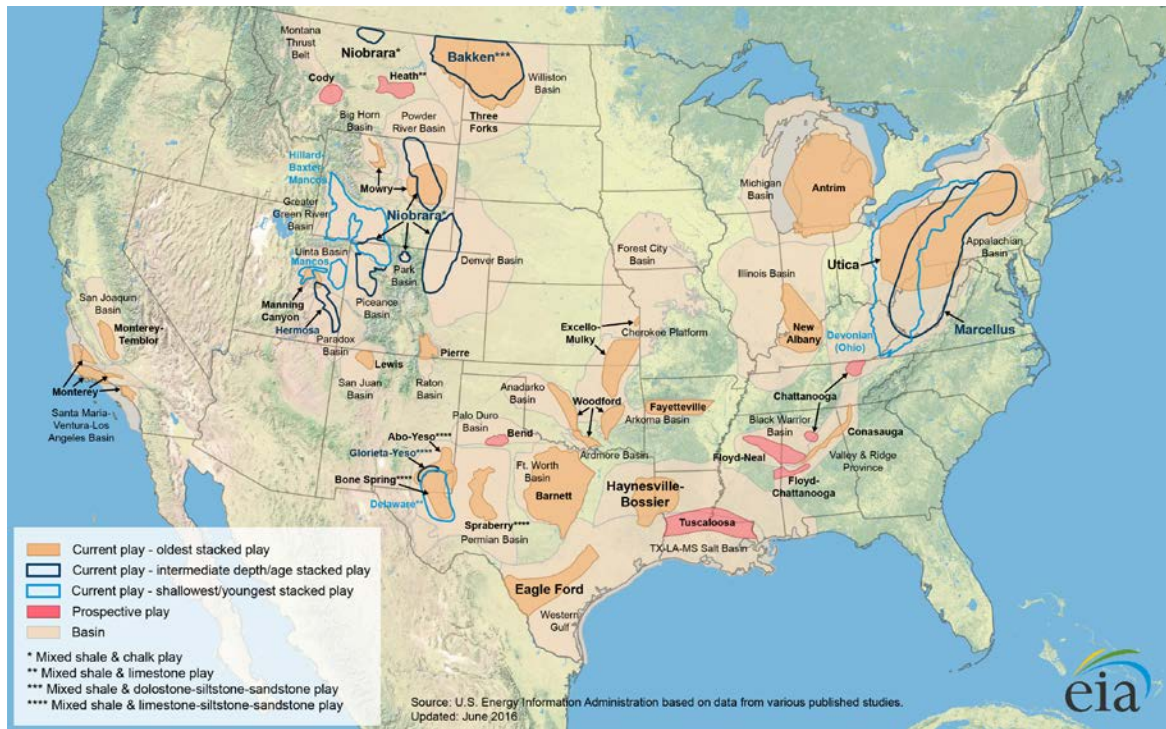 Montana
Thrust
Belt
Niobrara*
Bakken***
Williston
Basin
Cody
Heath**
Big Horn
Basin
Powder
River Basin
Three
Forks
Hillard-
Baxter-
Mancos
Mowry
Greater
Green River
Basin
Niobrara*
Uinta Basin
Mancos
Park
Basin
Denver Basin
Manning
Canyon
Piceance
Basin
Hermosa
Paradox
Basin
San Joaquin
Basin
Monterey-
Temblor
Monterey
Santa Maria-
Ventura-Los
Angeles Basin
Lewis
San Juan
Basin
Pierre
Raton
Basin
Michigan
Basin
Antrim
Forest City
Basin
Illinois Basin
Utica
Appalachian
Basin
Marcellus
Devonian
(Ohio)
New
Albany
Excello-
Mulky
Cherokee Platform
Anadarko
Basin
Woodford
Fayetteville
Arkoma Basin
Chattanooga
Black Warrior
Basin
Conasauga
Valley & Ridge
Province
Floyd-Neal
Floyd-
Chattanooga
Palo Duro
Basin
Bend
Ardmore Basin
Abo-Yeso****
Glorieta-Yeso****
Bone Spring****
Delaware**
Ft. Worth
Basin
Barnett
Haynesville-
Bossier
Spraberry****
Permian Basin
Tuscaloosa
TX-LA-MS Salt Basin
Eagle Ford
Western
Gulf
Current play - oldest stacked play
Current play - intermediate depth/age stacked play
Current play - shallowest/youngest stacked play
Prospective play
Basin
* Mixed shale & chalk play
** Mixed shale & limestone play
*** Mixed shale & dolostone-siltstone-sandstone play
**** Mixed shale & limestone-siltstone-sandstone play
Source: U.S. Energy Information Administration based on data from various published studies.
Updated: June 2016
eia